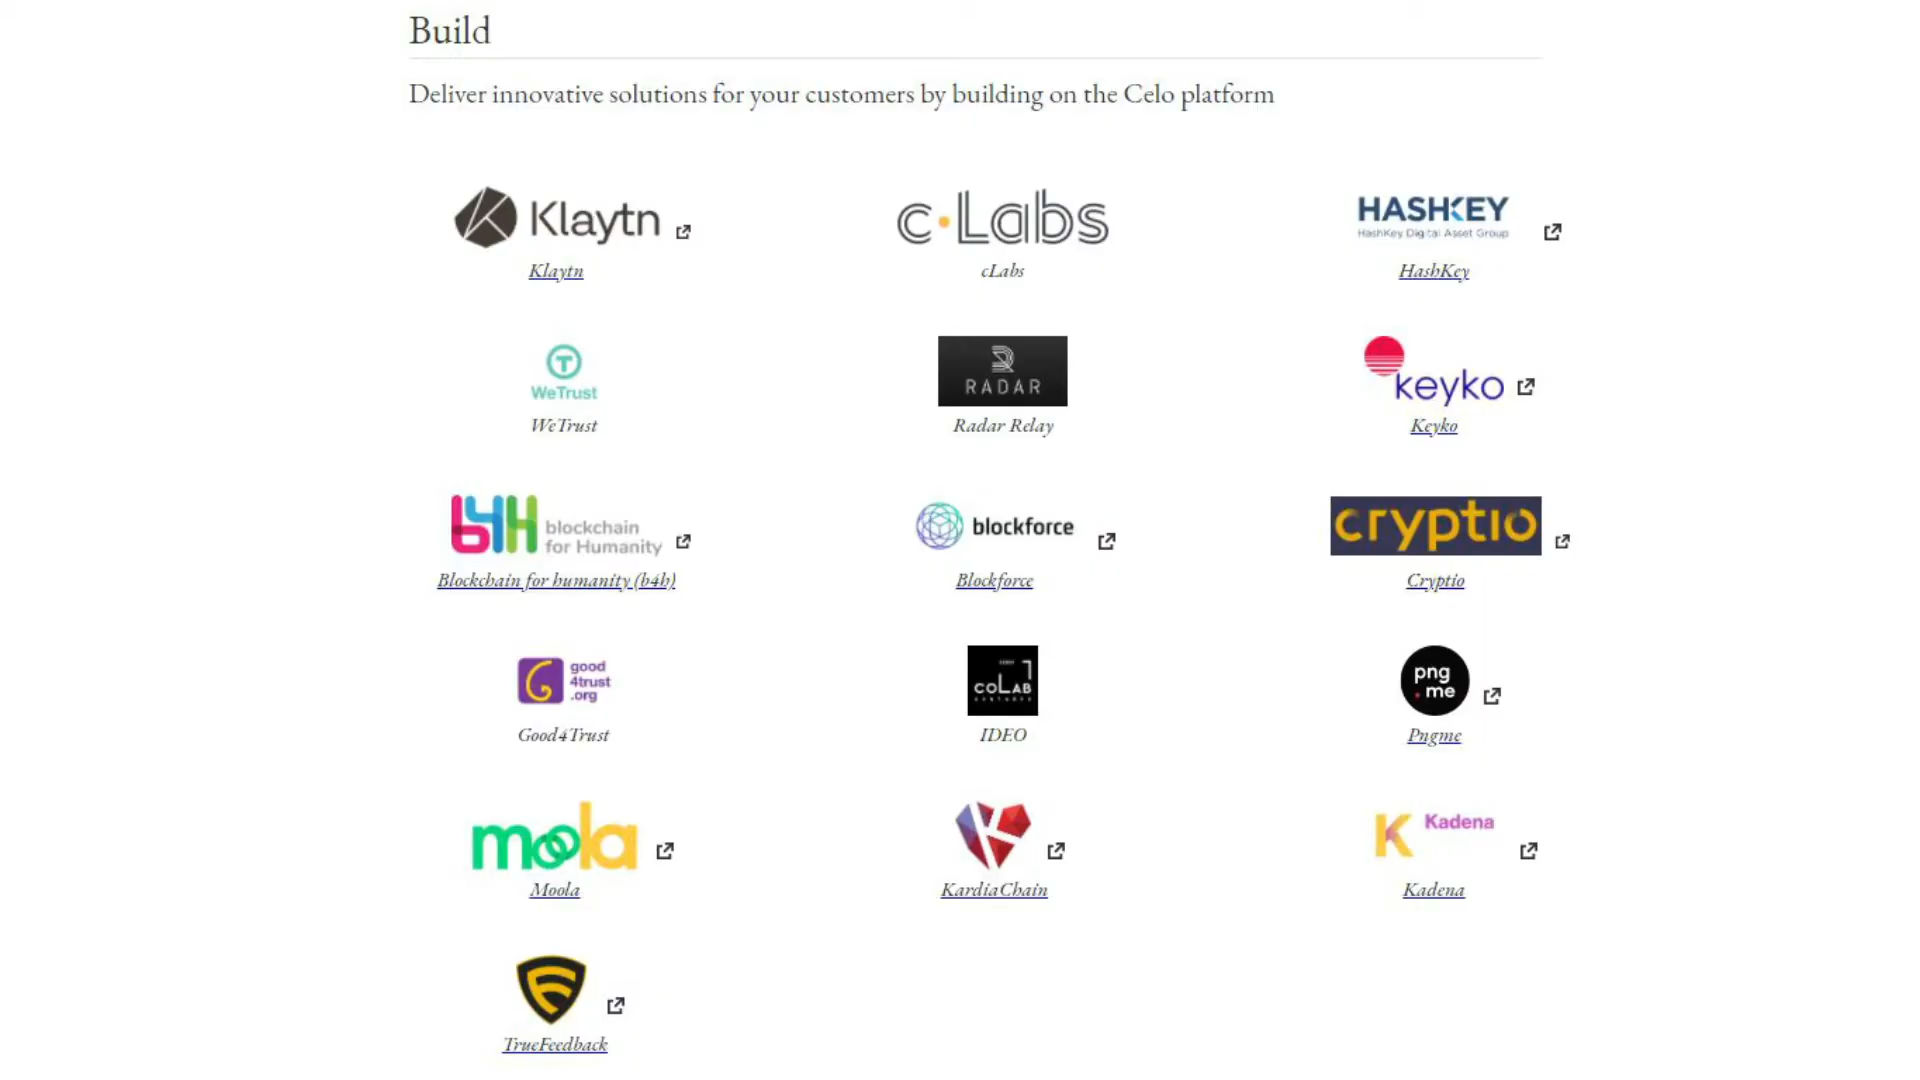 Build
Deliver innovative solutions for your customers by building on the Celo platform
Klaytn
c·Labs
HASHKEY
HashKey Digital Asset Group
Klaytn
cLabs
HashKey
WeTrust
RADAR
keyko
WeTrust
Radar Relay
Keyko
b4H blockchain
for Humanity
blockforce
cryptio
Blockchain for humanity (b4h)
Blockforce
Cryptio
good
4trust
.org
coLAB
png
.me
Good4Trust
IDEO
Pngme
moola
Kadena
Moola
KardiaChain
Kadena
TrueFeedback